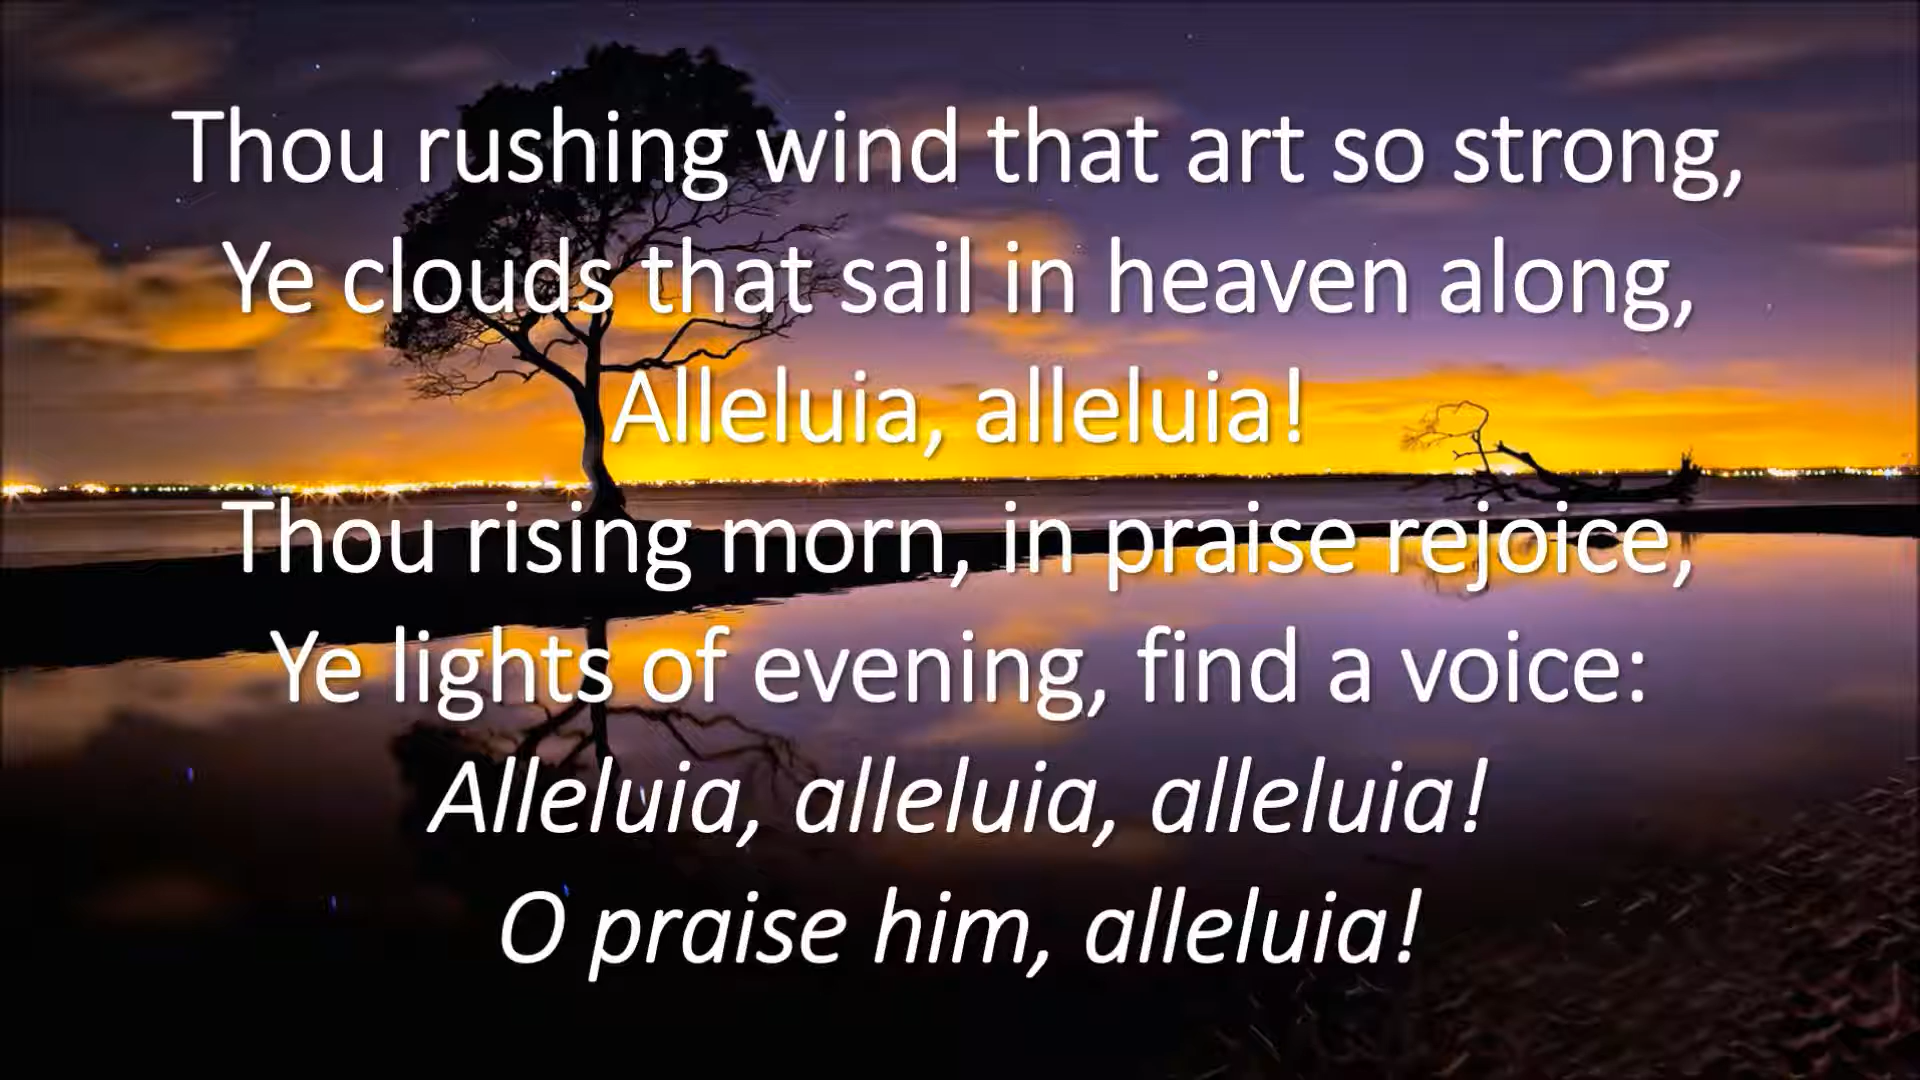 Thou rushing wind that art so strong,
Ye clouds that sail in heaven along,
Alleluia, alleluia!
Thou rising morn, in praise rejoice,
Ye lights of evening, find a voice:
Alleluia, alleluia, alleluia!
O praise him, alleluia!